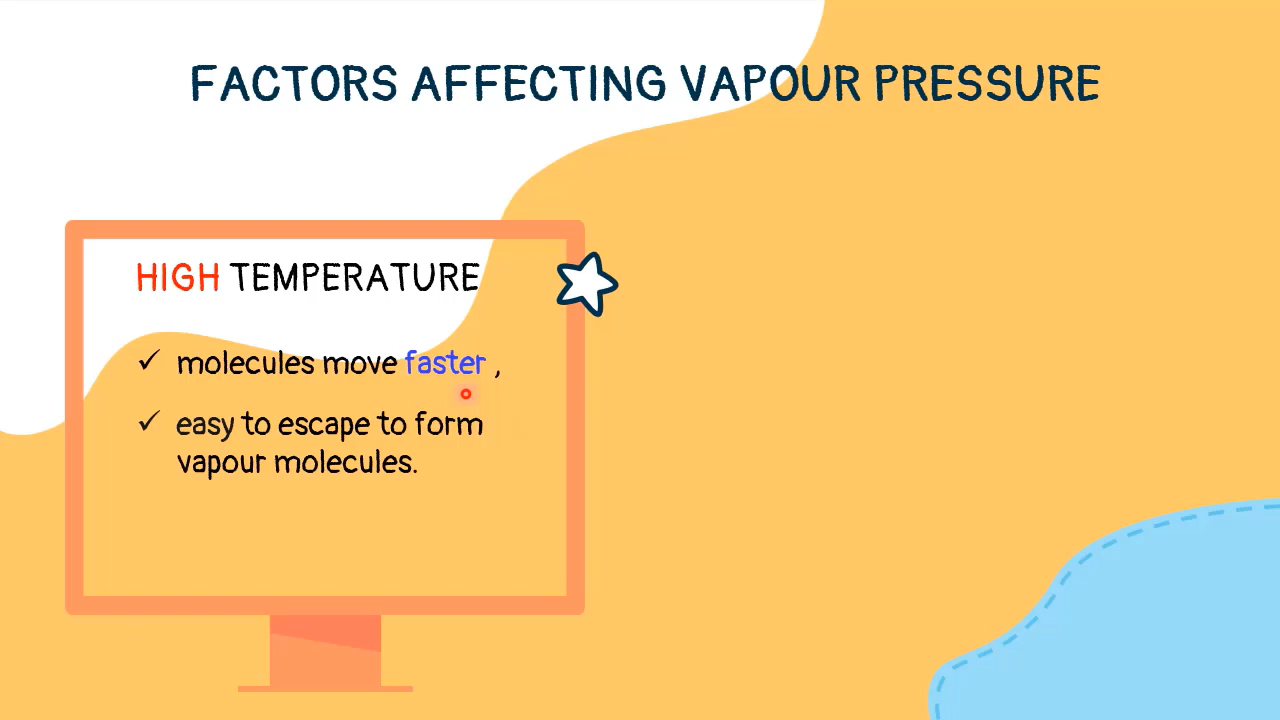 FACTORS AFFECTING VAPOUR PRESSURE
HIGH TEMPERATURE
✓ molecules move faster ,
✓ easy to escape to form
vapour molecules.